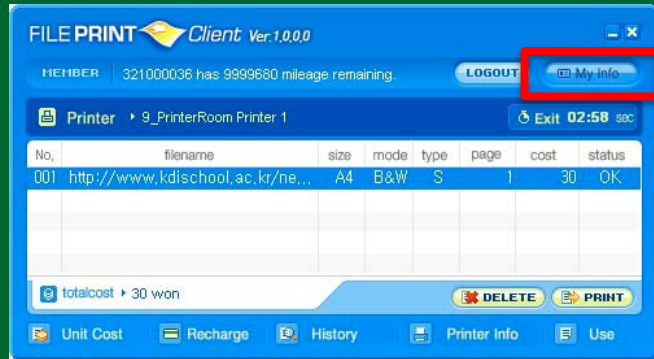 FILEPRINT Client Ver.1,0,0,0
MEMBER 321000036 has 9999680 mileage remaining. LOGOUT My Info
Printer 9_PrinterRoom Printer 1 Exit 02:58 sec
No, filename size mode type page cost status
001 http://www,kdischool,ac,kr/ne,,, A4 B&W S 1 30 OK
totalcost 30 won DELETE PRINT
Unit Cost Recharge History Printer Info Use